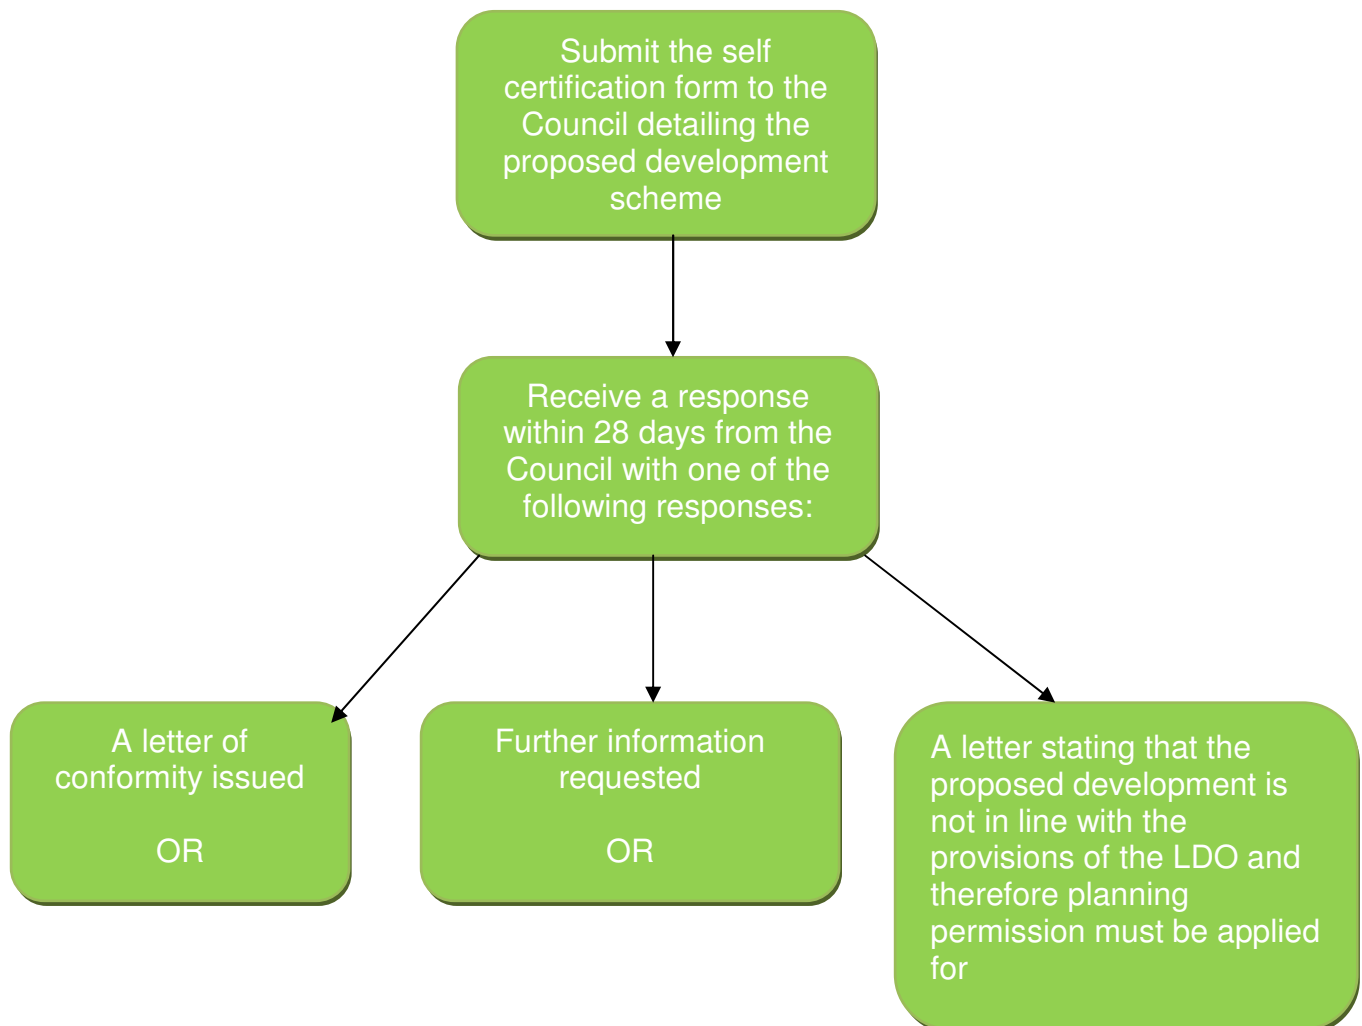 Submit the self
certification form to the
Council detailing the
proposed development
scheme
Receive a response
within 28 days from the
Council with one of the
following responses:
A letter of
conformity issued
OR
Further information
requested
OR
A letter stating that the
proposed development is
not in line with the
provisions of the LDO and
therefore planning
permission must be applied
for